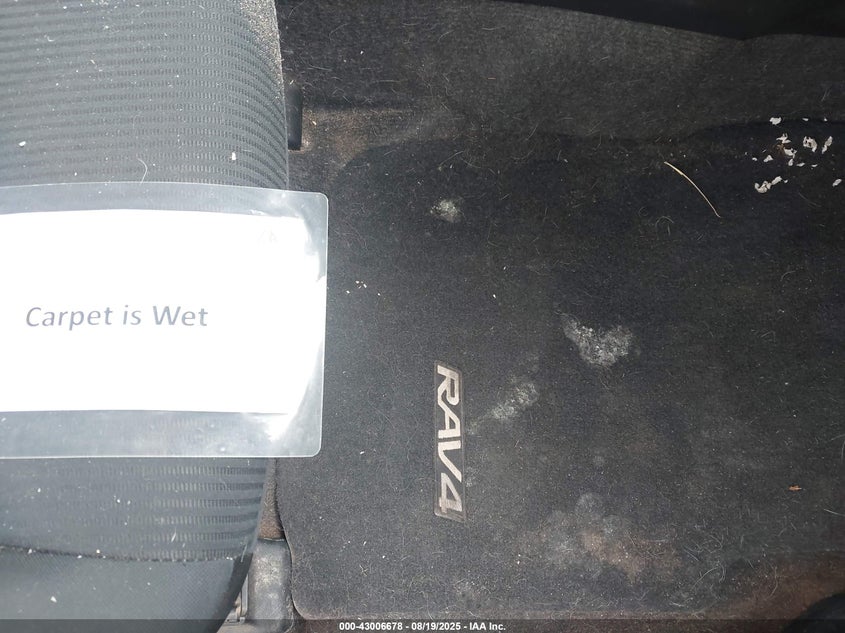 Carpet is Wet
RAV4
000-43006678 - 08/19/2025 - IAA Inc.